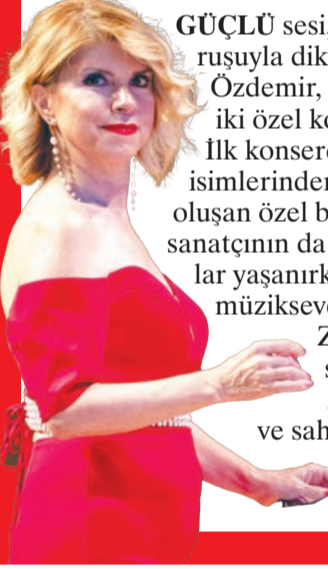 GÜÇLÜ sesi,
ruşuyla dik
Özdemir,
iki özel ko
İlk konser
isimlerinden
oluşan özel b
sanatçının da
lar yaşanırk
müziksev
ve sah